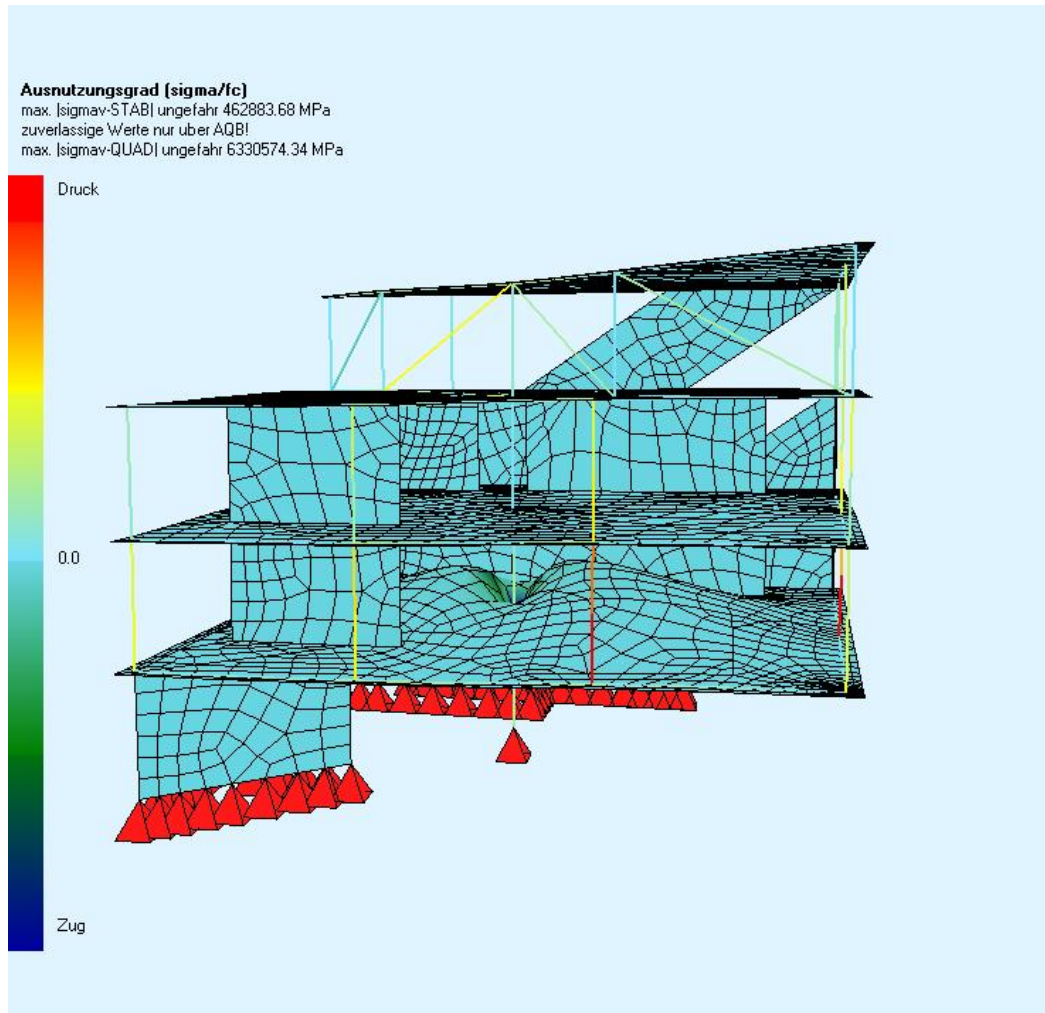 Ausnutzungsgrad (sigma/fc)
max. |sigmav-STAB| ungefahr 462883.68 MPa
zuverlassige Werte nur uber AQB!
max. |sigmav-QUAD| ungefahr 6330574.34 MPa
Druck
0.0
Zug